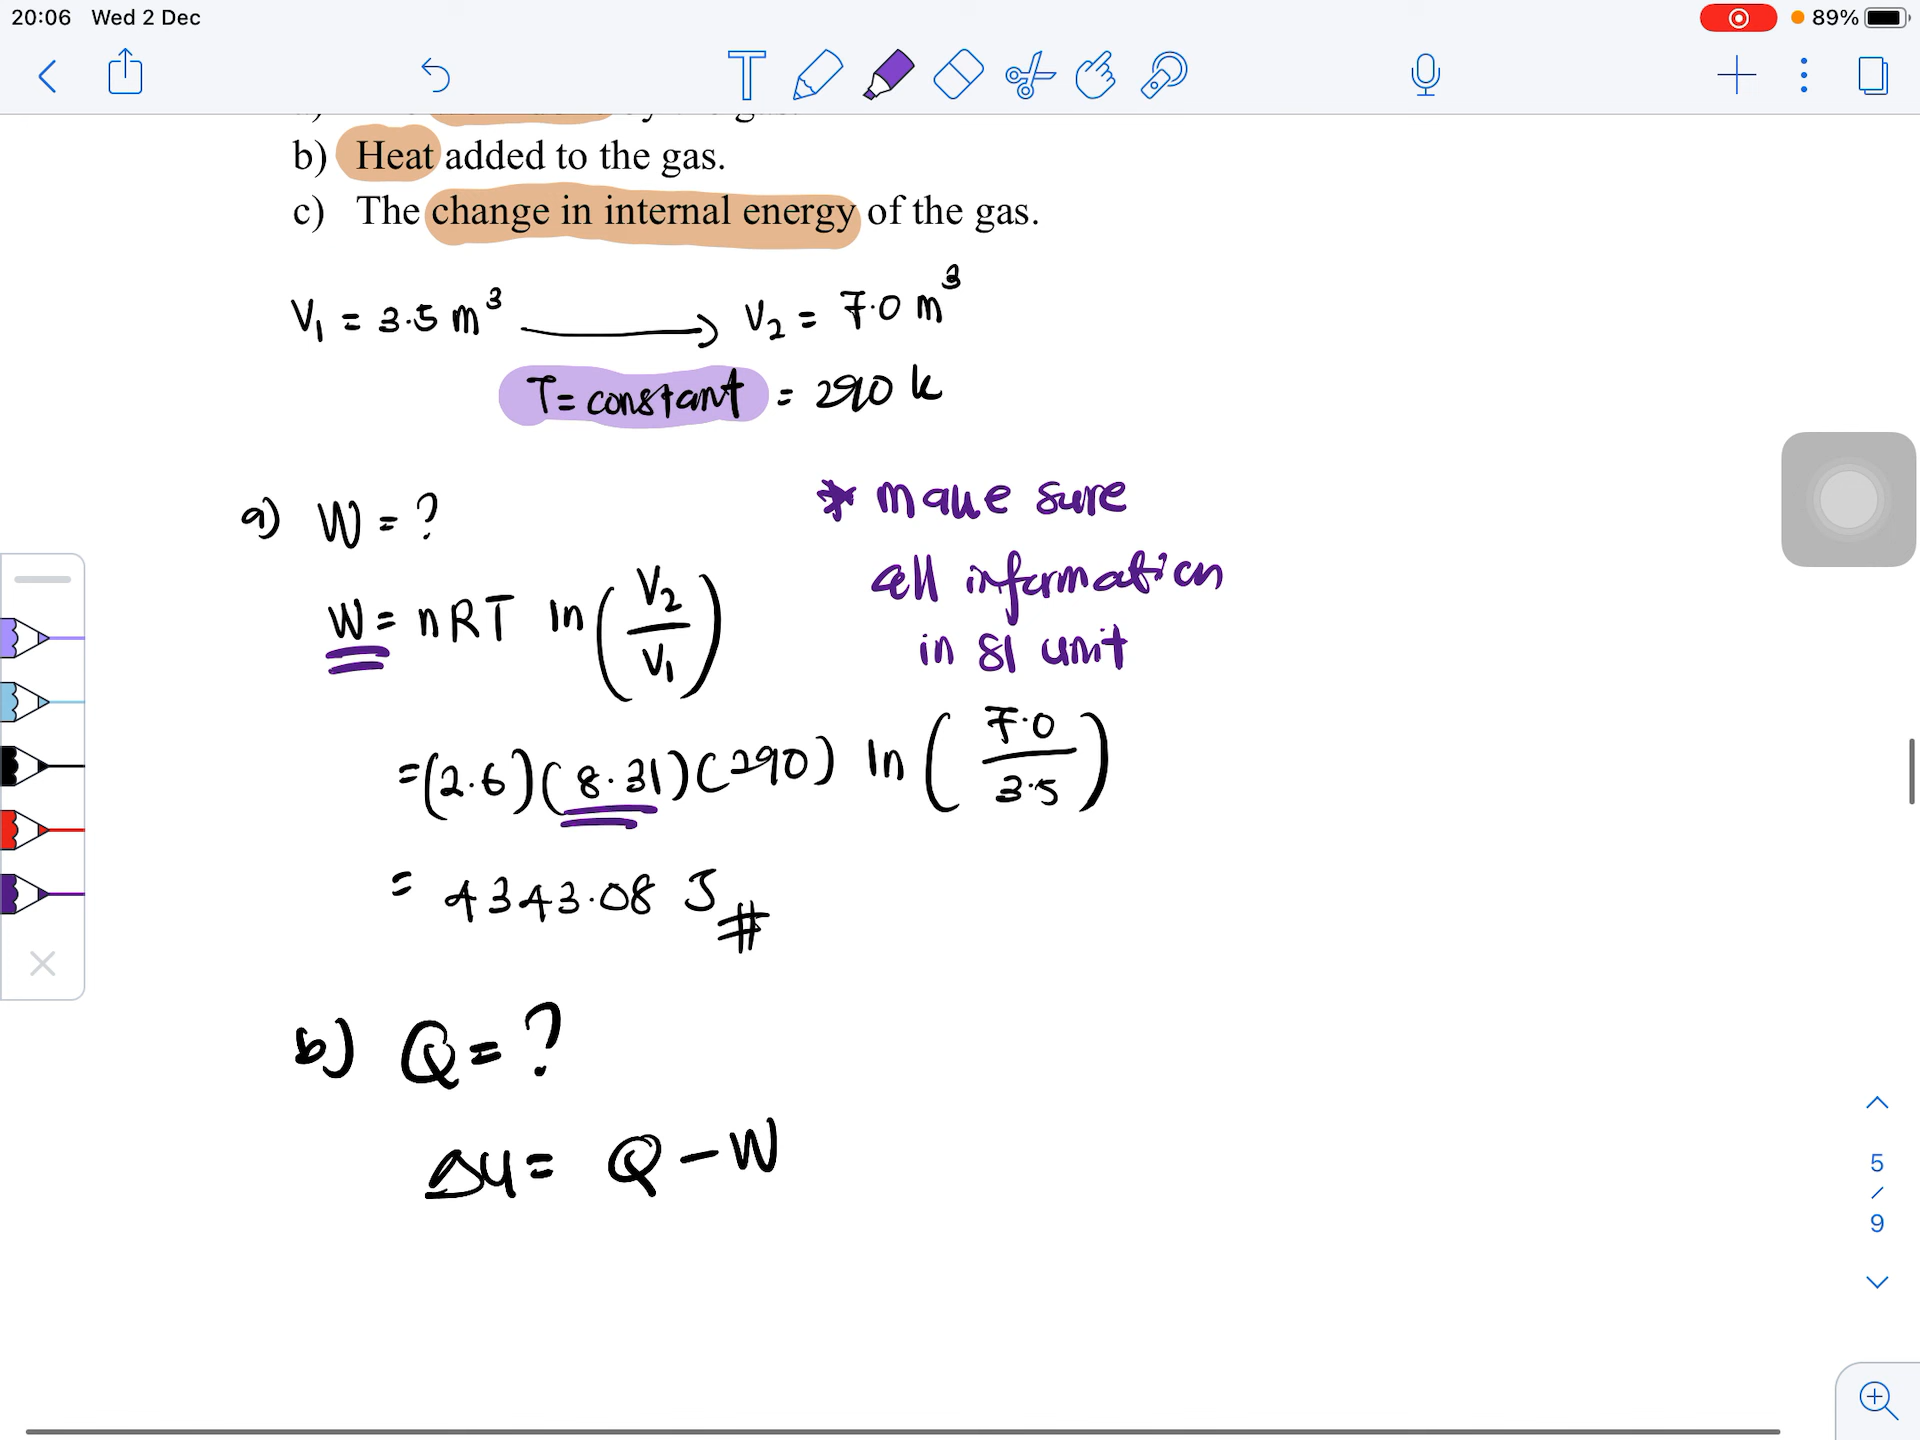 20:06 Wed 2 Dec
89%
T
b) Heat added to the gas.
c) The change in internal energy of the gas.
V₁ = 3.5 m³ ⟶ V₂ = 7.0 m³
T = constant = 290 k
a) W = ?
* make sure
all information
in SI unit
W = nRT ln(V₂/V₁)
= (2.6)(8.31)(290) ln(7.0/3.5)
= 4343.08 J #
b) Q = ?
ΔU = Q - W
5
/
9